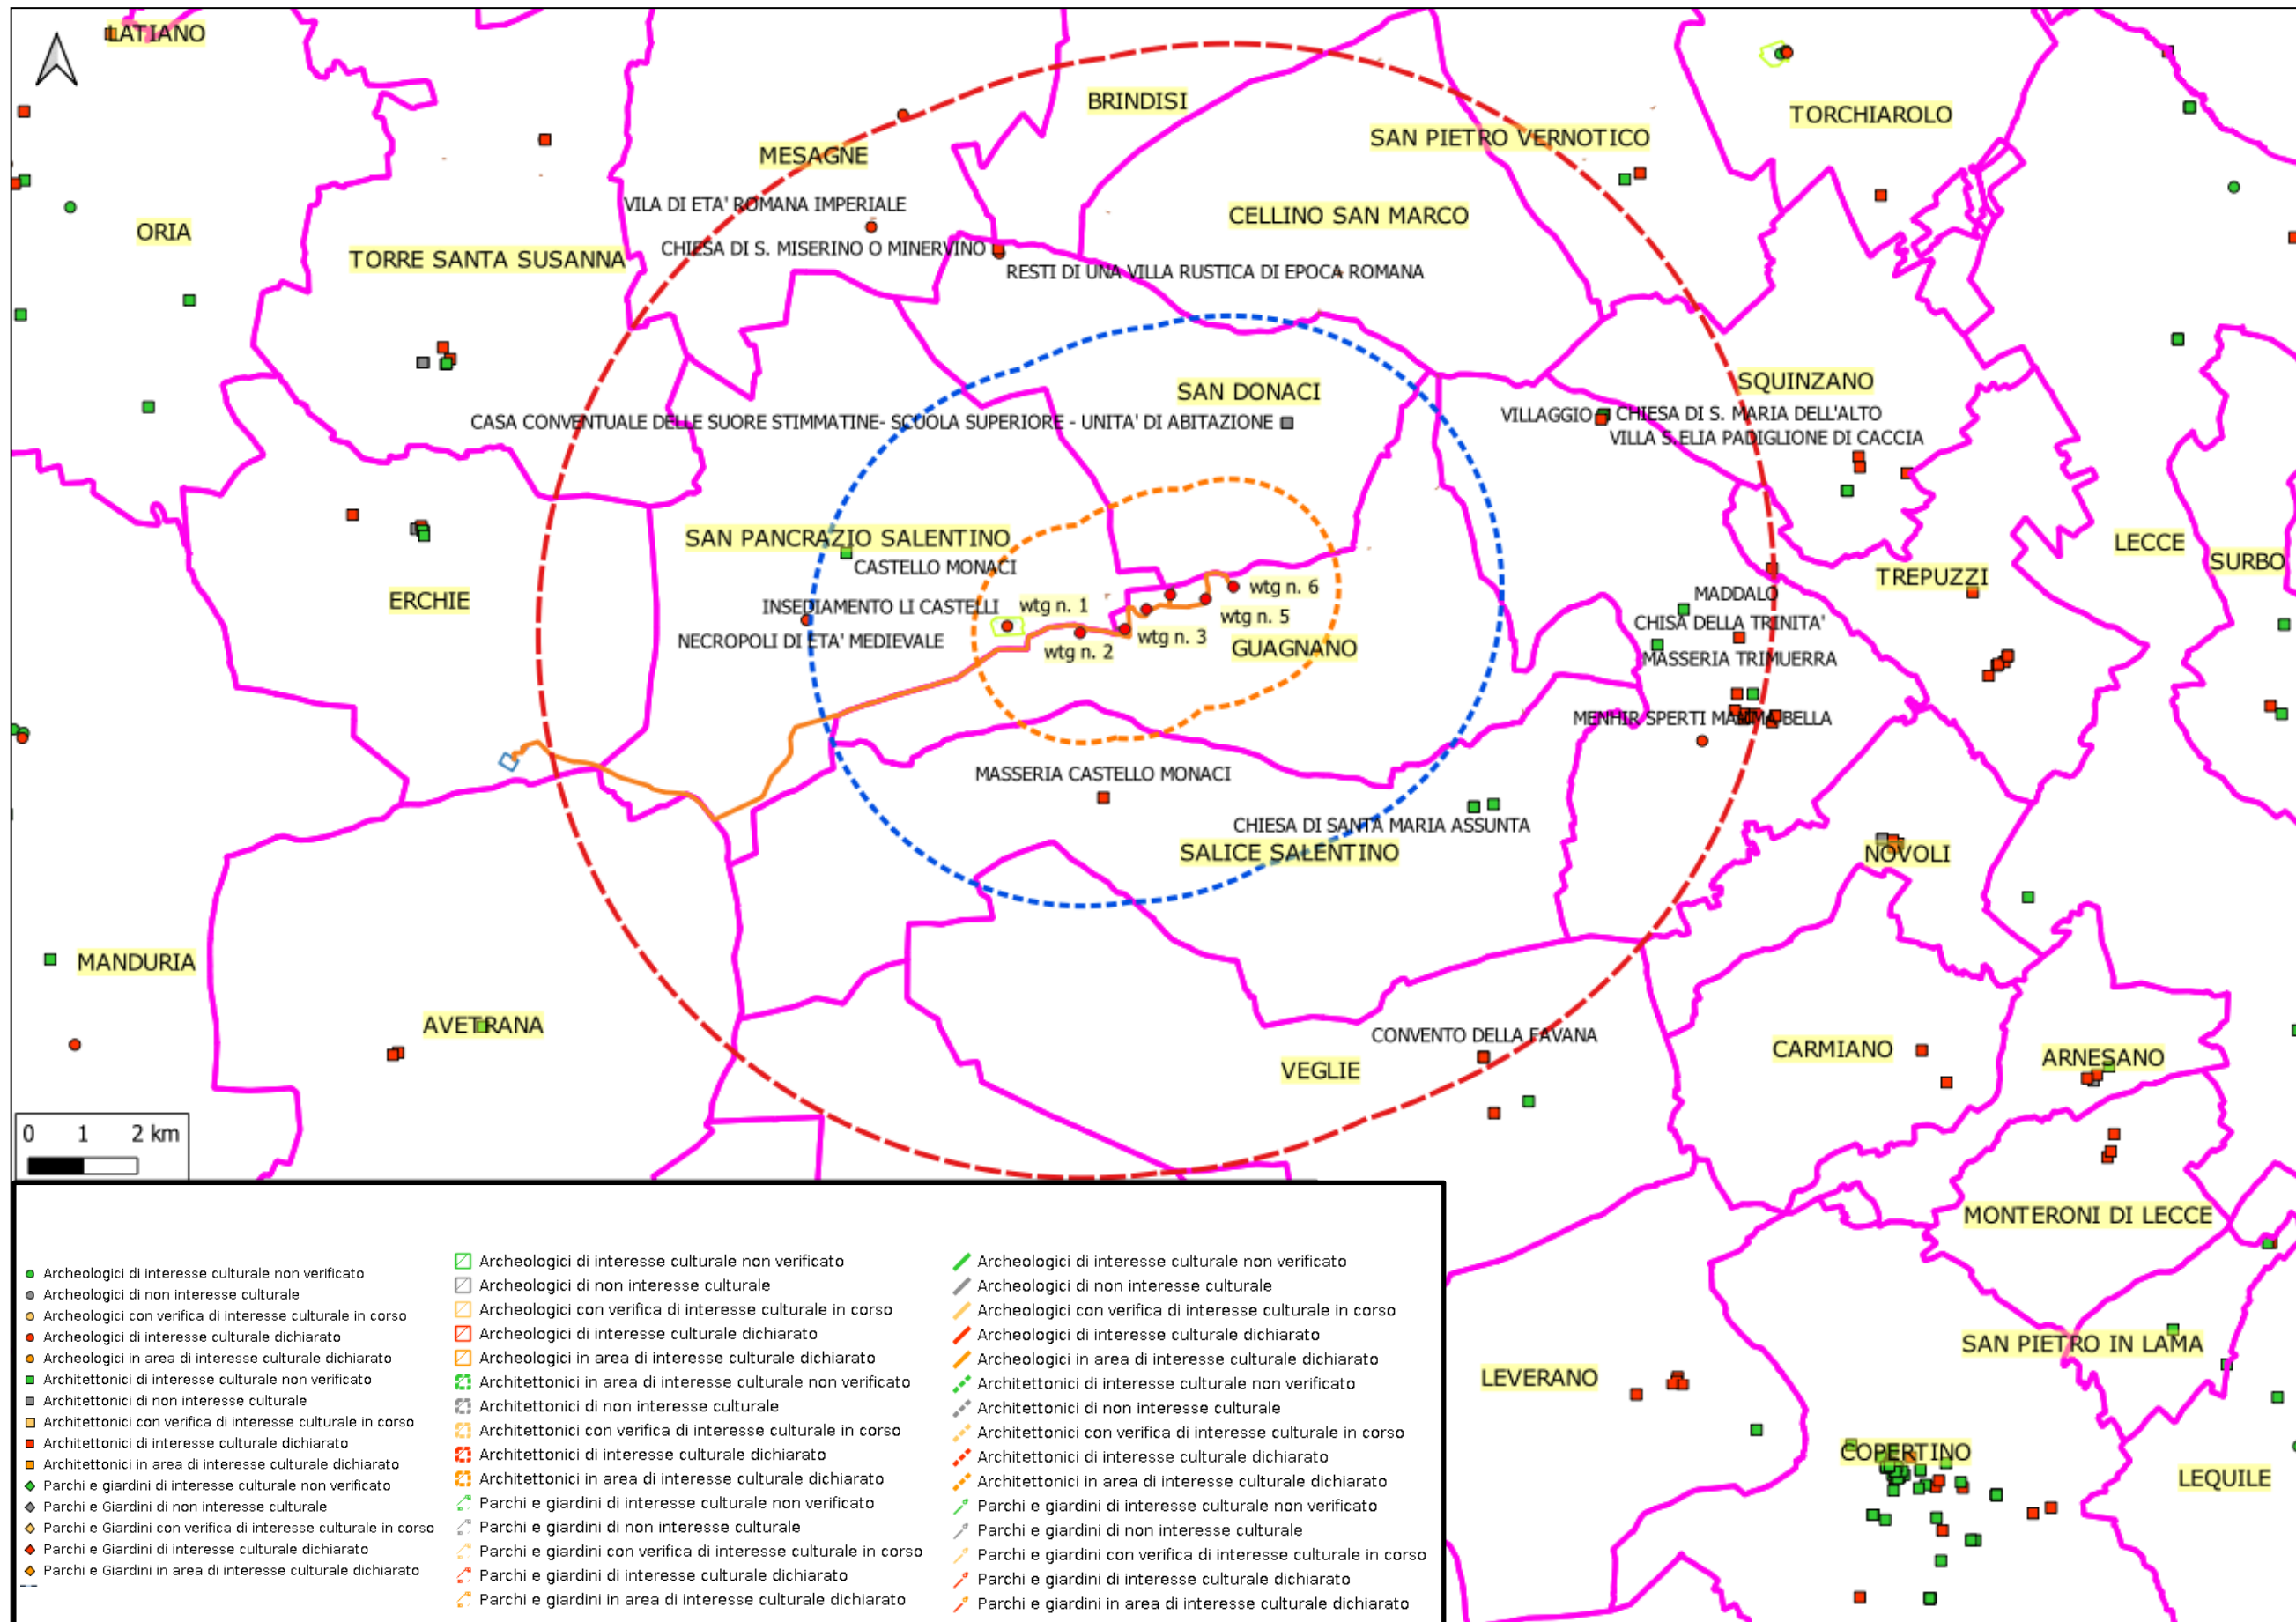 LATIANO
BRINDISI
TORCHIAROLO
SAN PIETRO VERNOTICO
MESAGNE
VILA DI ETA' ROMANA IMPERIALE
CELLINO SAN MARCO
ORIA
CHIESA DI S. MISERINO O MINERVINO
TORRE SANTA SUSANNA
RESTI DI UNA VILLA RUSTICA DI EPOCA ROMANA
SQUINZANO
SAN DONACI
VILLAGGIO
CHIESA DI S. MARIA DELL'ALTO
CASA CONVENTUALE DELLE SUORE STIMMATINE- SCUOLA SUPERIORE - UNITA' DI ABITAZIONE
VILLA S.ELIA PADIGLIONE DI CACCIA
SAN PANCRAZIO SALENTINO
LECCE
SURBO
CASTELLO MONACI
TREPUZZI
wtg n. 6
MADDALO
ERCHIE
INSEDIAMENTO LI CASTELLI
wtg n. 1
wtg n. 5
CHISA DELLA TRINITA'
NECROPOLI DI ETA' MEDIEVALE
wtg n. 3
wtg n. 2
GUAGNANO
MASSERIA TRIMUERRA
MENHIR SPERTI MAMMA BELLA
MASSERIA CASTELLO MONACI
CHIESA DI SANTA MARIA ASSUNTA
SALICE SALENTINO
NOVOLI
MANDURIA
AVETRANA
CONVENTO DELLA FAVANA
CARMIANO
ARNESANO
VEGLIE
0 1 2 km
MONTERONI DI LECCE
SAN PIETRO IN LAMA
LEVERANO
COPERTINO
LEQUILE
Archeologici di interesse culturale non verificato
Archeologici di non interesse culturale
Archeologici con verifica di interesse culturale in corso
Archeologici di interesse culturale dichiarato
Archeologici in area di interesse culturale dichiarato
Architettonici di interesse culturale non verificato
Architettonici di non interesse culturale
Architettonici con verifica di interesse culturale in corso
Architettonici di interesse culturale dichiarato
Architettonici in area di interesse culturale dichiarato
Parchi e giardini di interesse culturale non verificato
Parchi e Giardini di non interesse culturale
Parchi e Giardini con verifica di interesse culturale in corso
Parchi e Giardini di interesse culturale dichiarato
Parchi e Giardini in area di interesse culturale dichiarato
Archeologici di interesse culturale non verificato
Archeologici di non interesse culturale
Archeologici con verifica di interesse culturale in corso
Archeologici di interesse culturale dichiarato
Archeologici in area di interesse culturale dichiarato
Architettonici in area di interesse culturale non verificato
Architettonici di non interesse culturale
Architettonici con verifica di interesse culturale in corso
Architettonici di interesse culturale dichiarato
Architettonici in area di interesse culturale dichiarato
Parchi e giardini di interesse culturale non verificato
Parchi e giardini di non interesse culturale
Parchi e giardini con verifica di interesse culturale in corso
Parchi e giardini di interesse culturale dichiarato
Parchi e giardini in area di interesse culturale dichiarato
Archeologici di interesse culturale non verificato
Archeologici di non interesse culturale
Archeologici con verifica di interesse culturale in corso
Archeologici di interesse culturale dichiarato
Archeologici in area di interesse culturale dichiarato
Architettonici di interesse culturale non verificato
Architettonici di non interesse culturale
Architettonici con verifica di interesse culturale in corso
Architettonici di interesse culturale dichiarato
Architettonici in area di interesse culturale dichiarato
Parchi e giardini di interesse culturale non verificato
Parchi e giardini di non interesse culturale
Parchi e giardini con verifica di interesse culturale in corso
Parchi e giardini di interesse culturale dichiarato
Parchi e giardini in area di interesse culturale dichiarato